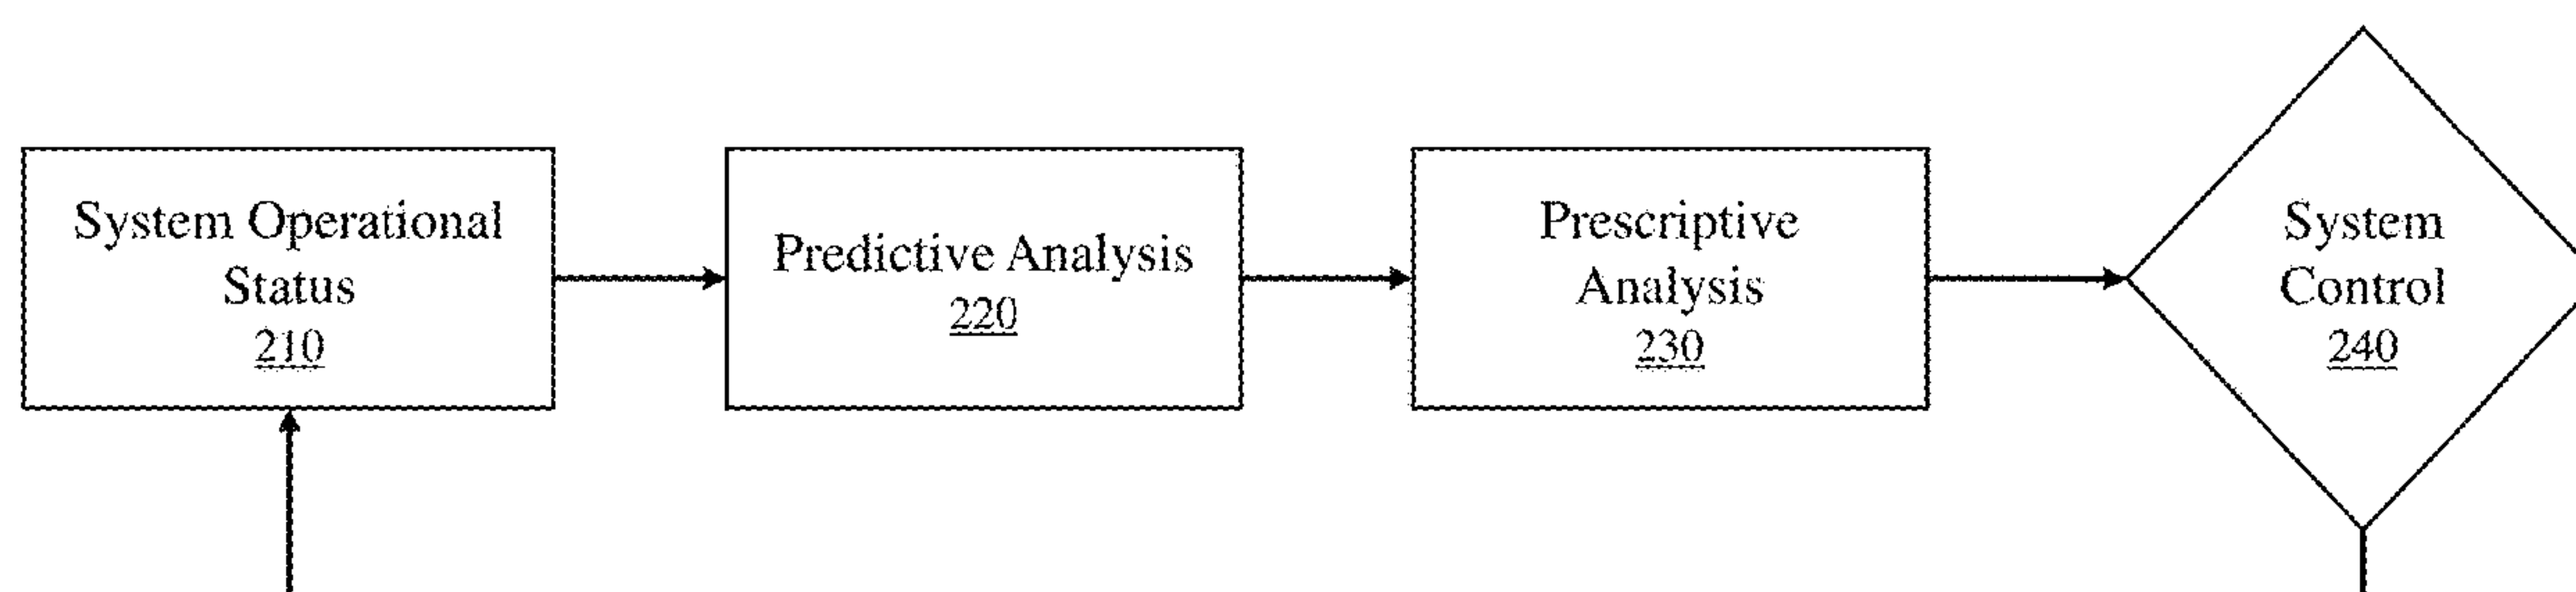 System Operational
Status
210
Predictive Analysis
220
Prescriptive
Analysis
230
System
Control
240